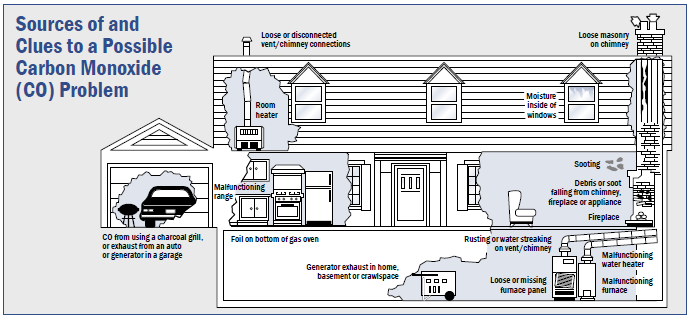 Sources of and
Clues to a Possible
Carbon Monoxide
(CO) Problem
Loose or disconnected
vent/chimney connections
Loose masonry
on chimney
Room
heater
Moisture
inside of
windows
Sooting
Malfunctioning
range
Debris or soot
falling from chimney,
fireplace or appliance
Fireplace
CO from using a charcoal grill,
or exhaust from an auto
or generator in a garage
Foil on bottom of gas oven
Rusting or water streaking
on vent/chimney
Generator exhaust in home,
basement or crawlspace
Loose or missing
furnace panel
Malfunctioning
water heater
Malfunctioning
furnace